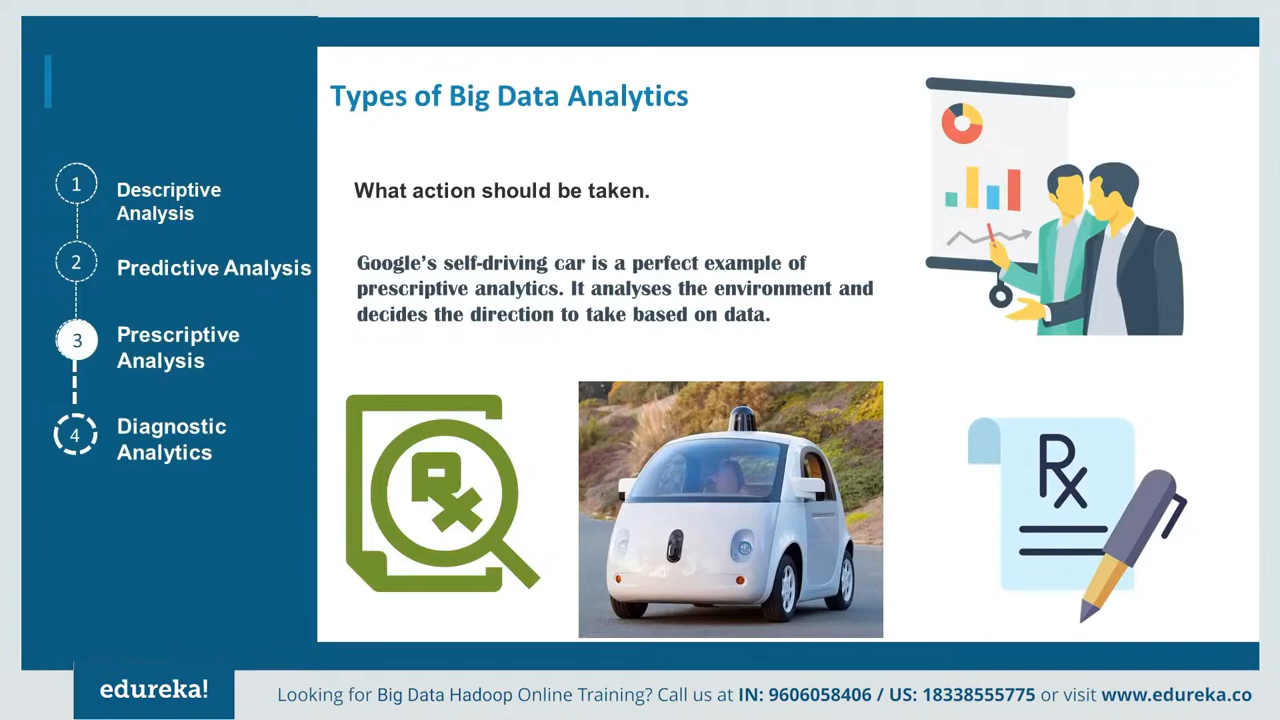 Types of Big Data Analytics
1
Descriptive
Analysis
2
Predictive Analysis
3
Prescriptive
Analysis
4
Diagnostic
Analytics
What action should be taken.
Google's self-driving car is a perfect example of
prescriptive analytics. It analyses the environment and
decides the direction to take based on data.
Rx
Rx
edureka!
Looking for Big Data Hadoop Online Training? Call us at IN: 9606058406 / US: 18338555775 or visit www.edureka.co